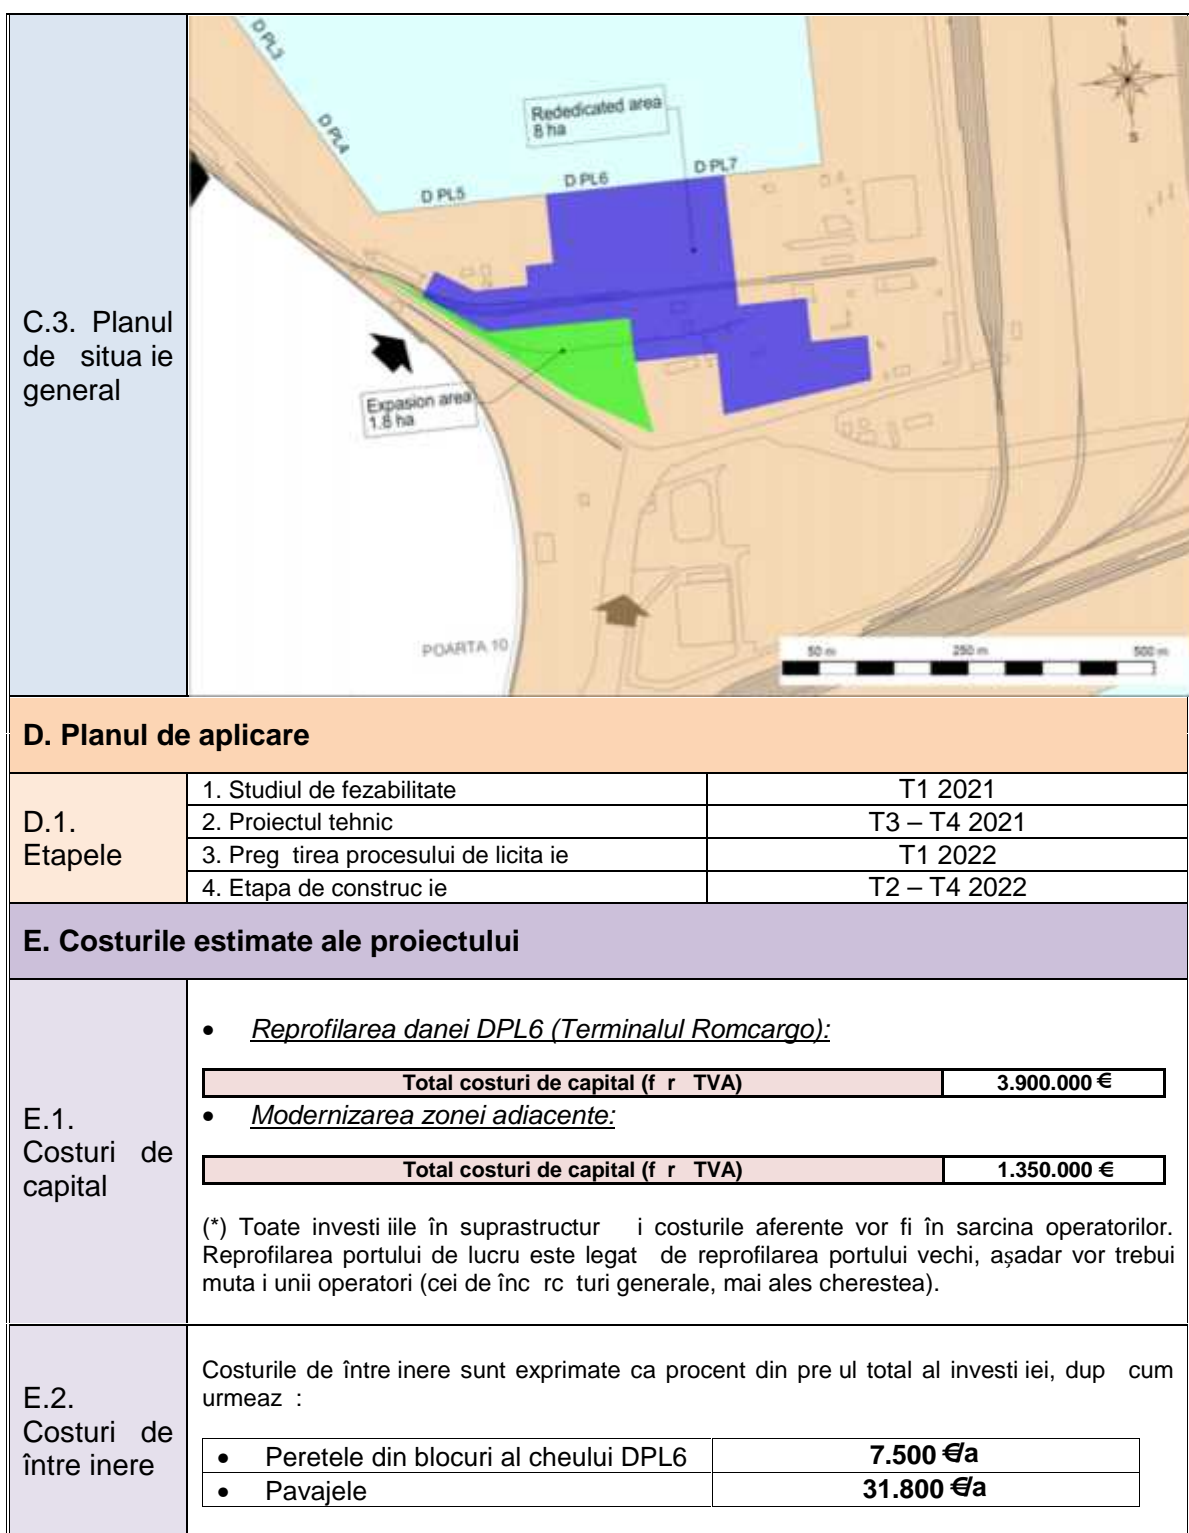 C.3. Planul
de situa ie
general
D PL3
D PL4
D PL5
D PL6
D PL7
Rededicated area
8 ha
Expasion area
1.8 ha
N
S
POARTA 10
50 m 250 m 500 m
D. Planul de aplicare
D.1.
Etapele
1. Studiul de fezabilitate T1 2021
2. Proiectul tehnic T3 – T4 2021
3. Preg tirea procesului de licita ie T1 2022
4. Etapa de construc ie T2 – T4 2022
E. Costurile estimate ale proiectului
E.1.
Costuri de
capital
• Reprofilarea danei DPL6 (Terminalul Romcargo):
Total costuri de capital (f r TVA) 3.900.000 €
• Modernizarea zonei adiacente:
Total costuri de capital (f r TVA) 1.350.000 €
(*) Toate investi iile în suprastructur i costurile aferente vor fi în sarcina operatorilor.
Reprofilarea portului de lucru este legat de reprofilarea portului vechi, așadar vor trebui
muta i unii operatori (cei de înc rc turi generale, mai ales cherestea).
E.2.
Costuri de
între inere
Costurile de între inere sunt exprimate ca procent din pre ul total al investi iei, dup cum
urmeaz :
• Peretele din blocuri al cheului DPL6 7.500 €/a
• Pavajele 31.800 €/a